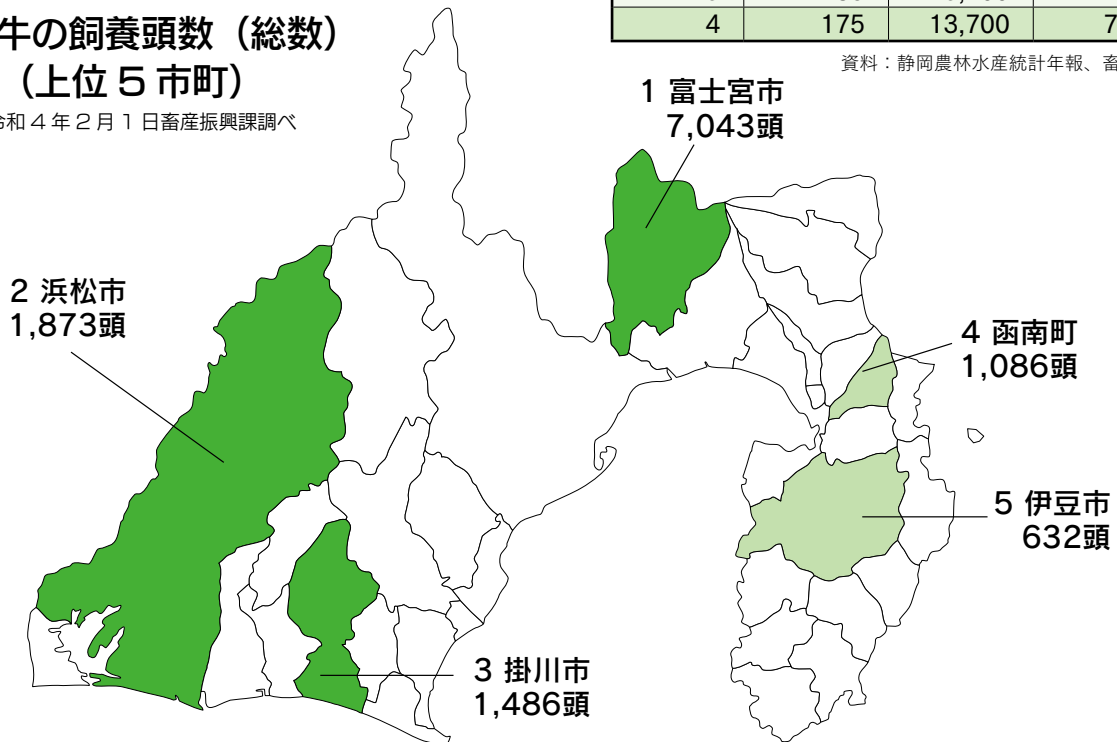 牛の飼養頭数（総数）
（上位5市町）
和4年2月1日畜産振興課調べ
4 175 13,700 7
資料：静岡農林水産統計年報、畜
1 富士宮市
7,043頭
2 浜松市
1,873頭
4 函南町
1,086頭
5 伊豆市
632頭
3 掛川市
1,486頭